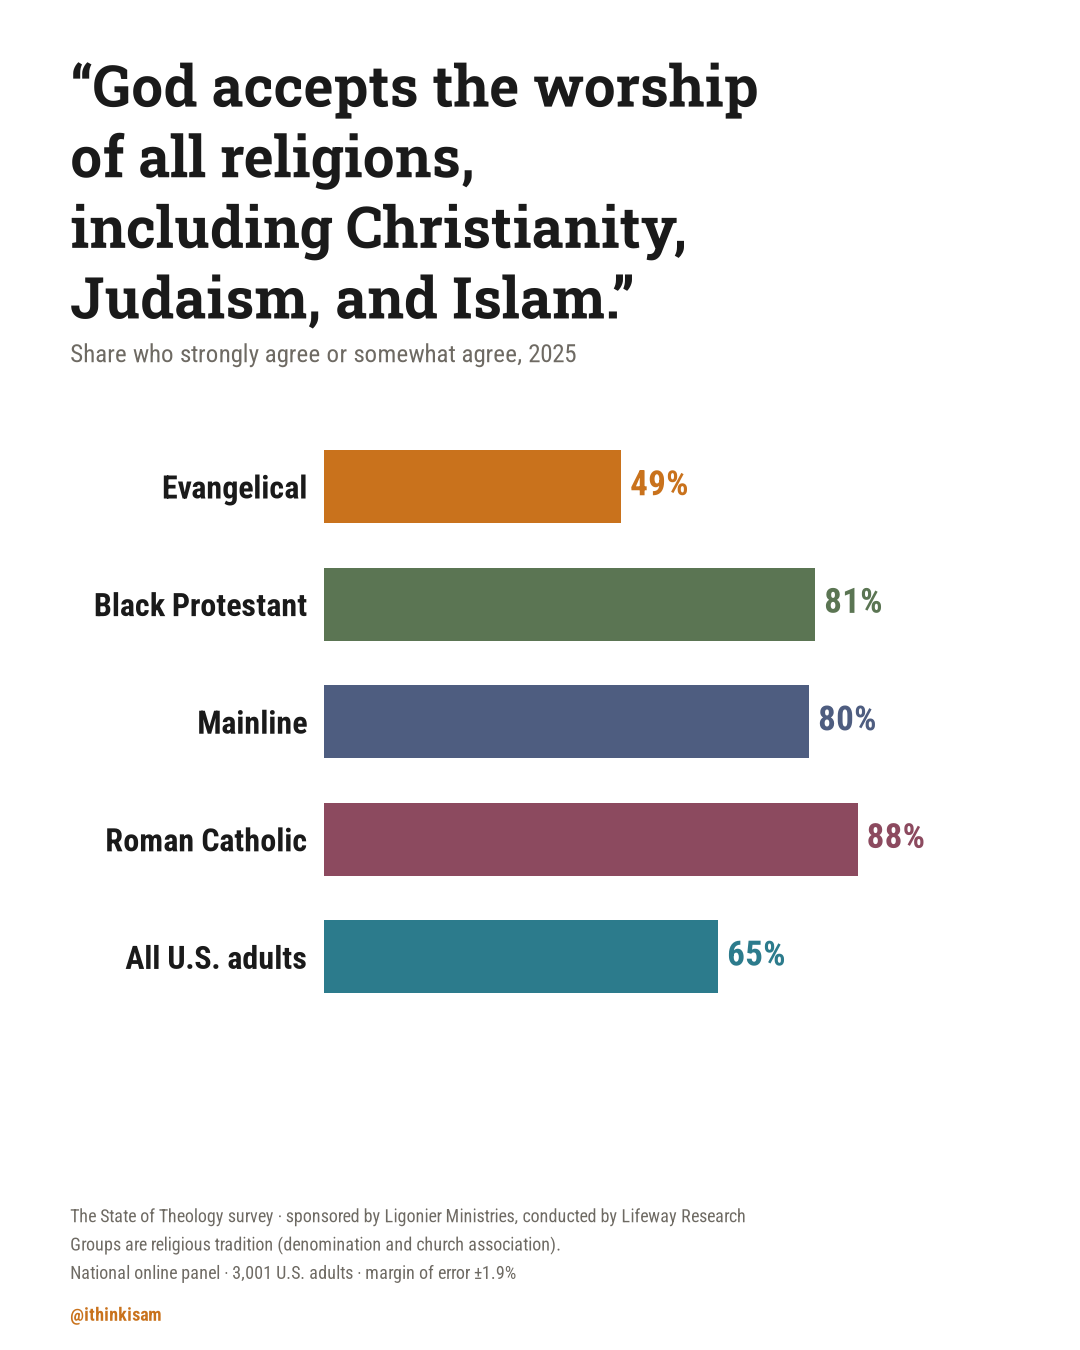 “God accepts the worship
of all religions,
including Christianity,
Judaism, and Islam.”
Share who strongly agree or somewhat agree, 2025
Evangelical 49%
Black Protestant 81%
Mainline 80%
Roman Catholic 88%
All U.S. adults 65%
The State of Theology survey · sponsored by Ligonier Ministries, conducted by Lifeway Research
Groups are religious tradition (denomination and church association).
National online panel · 3,001 U.S. adults · margin of error ±1.9%
@ithinkisam